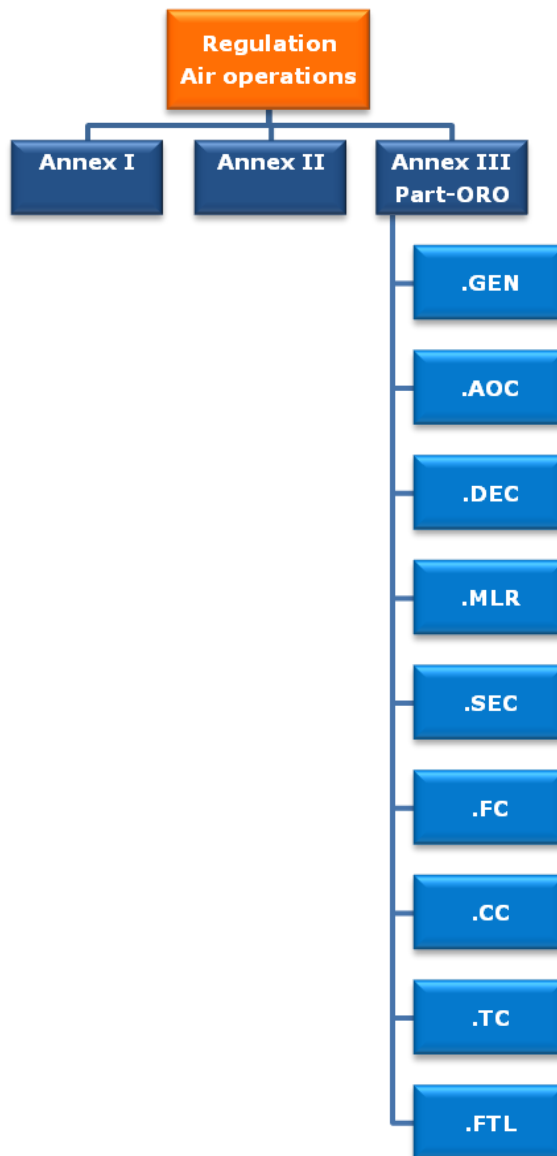 Regulation
Air operations
Annex I
Annex II
Annex III
Part-ORO
.GEN
.AOC
.DEC
.MLR
.SEC
.FC
.CC
.TC
.FTL